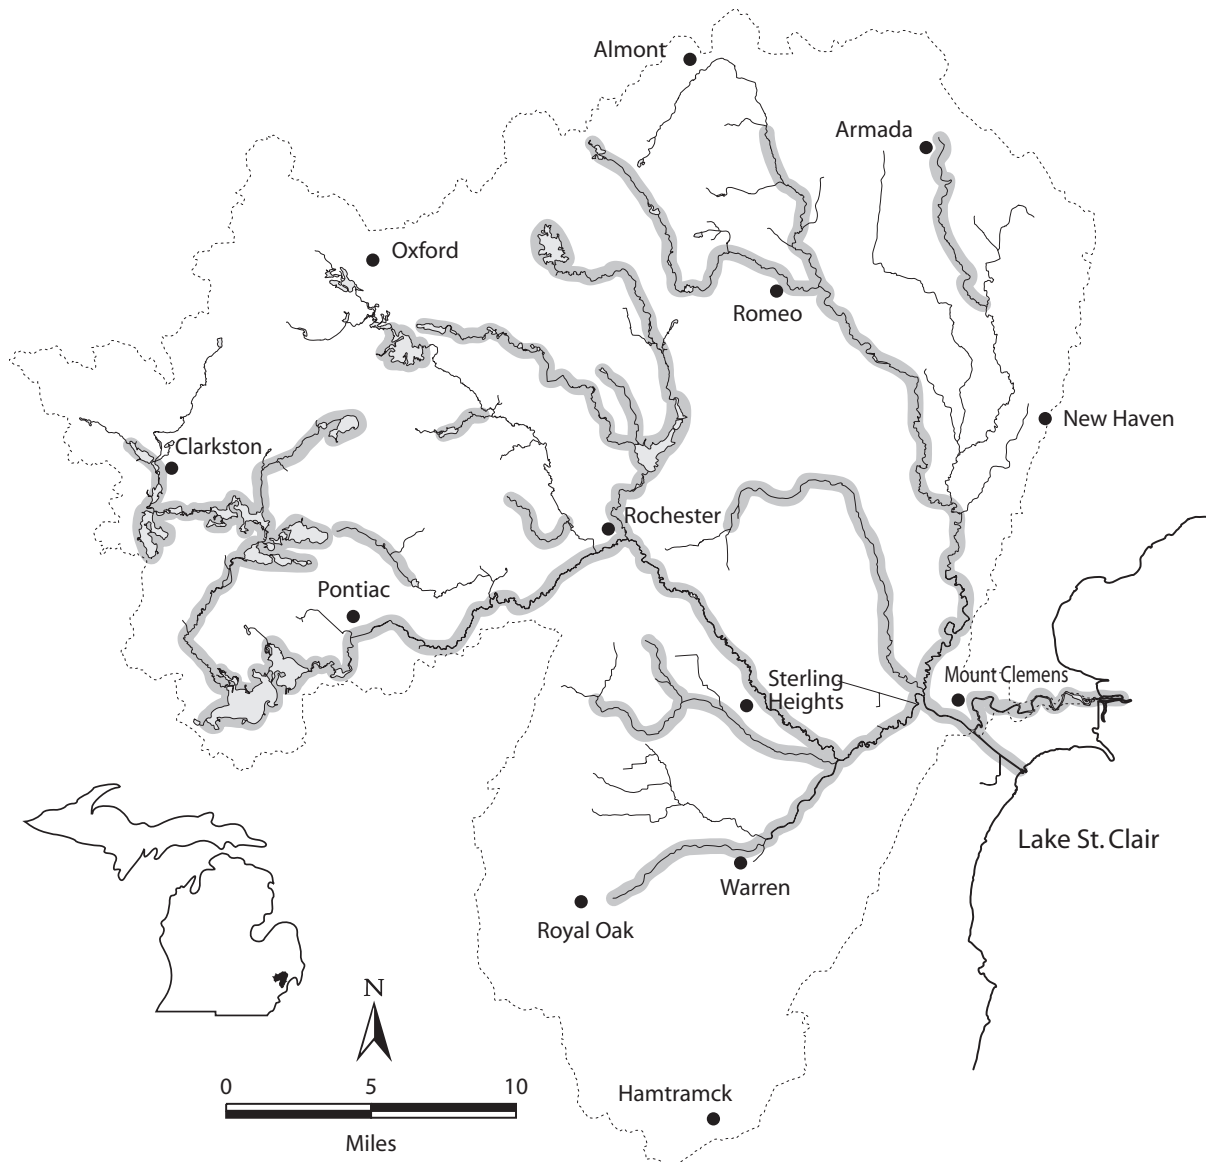 Almont
Armada
Oxford
Romeo
New Haven
Clarkston
Rochester
Pontiac
Sterling
Heights
Mount Clemens
Lake St. Clair
Warren
Royal Oak
N
0 5 10
Miles
Hamtramck